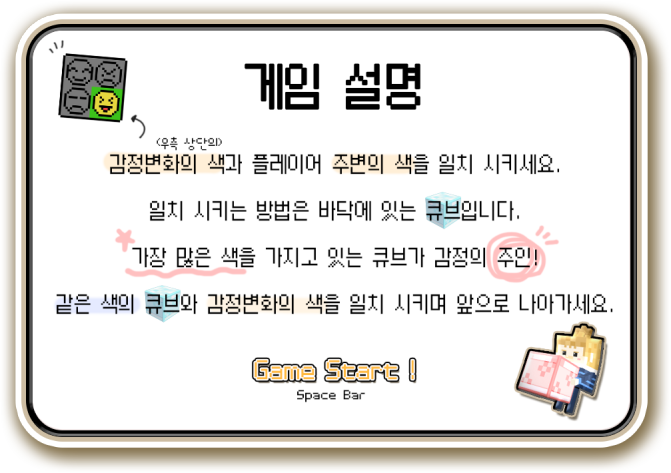 게임 설명
(우측 상단의)
감정변화의 색과 플레이어 주변의 색을 일치 시키세요.
일치 시키는 방법은 바닥에 잇는 큐브입니다.
가장 많은 색을 가지고 있는 큐브가 감정의 주인!
같은 색의 큐브와 감정변화의 색을 일치 시키며 앞으로 나아가세요.
Game Start !
Space Bar